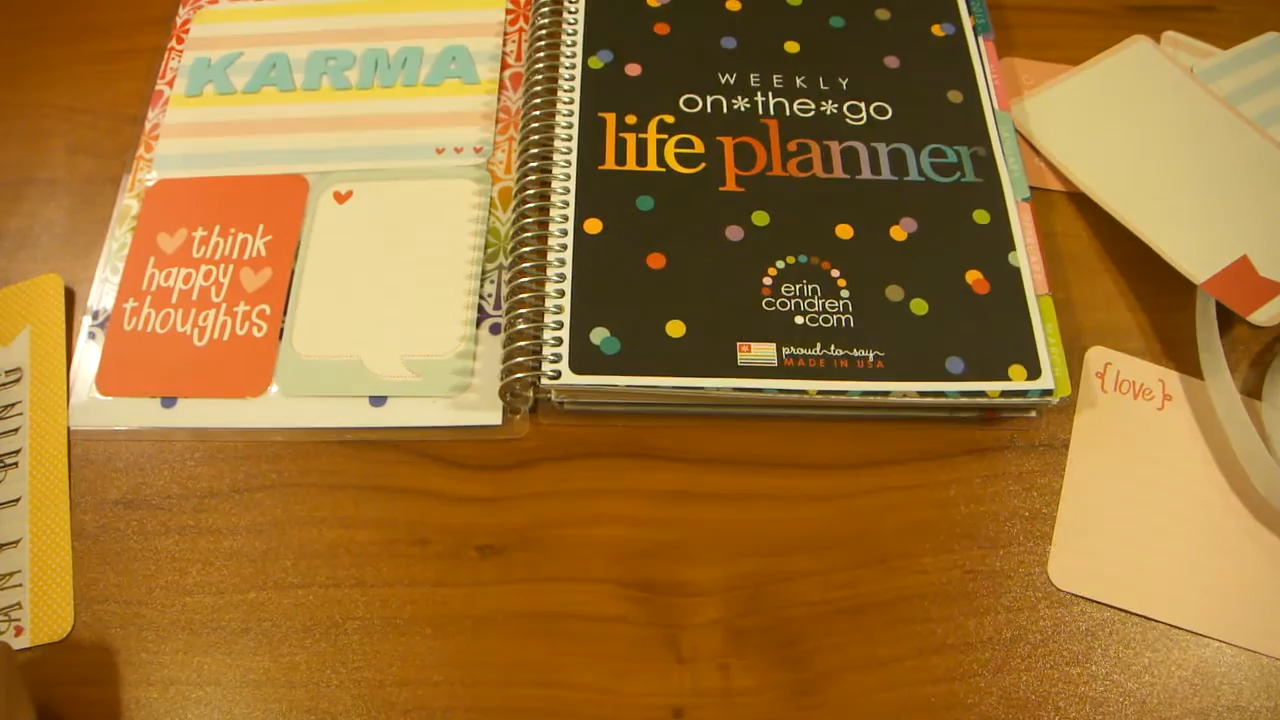 KARMA
think
happy
thoughts
WEEKLY
on*the*go
life planner
erin
condren
.com
proud-to-say
MADE IN USA
{love}